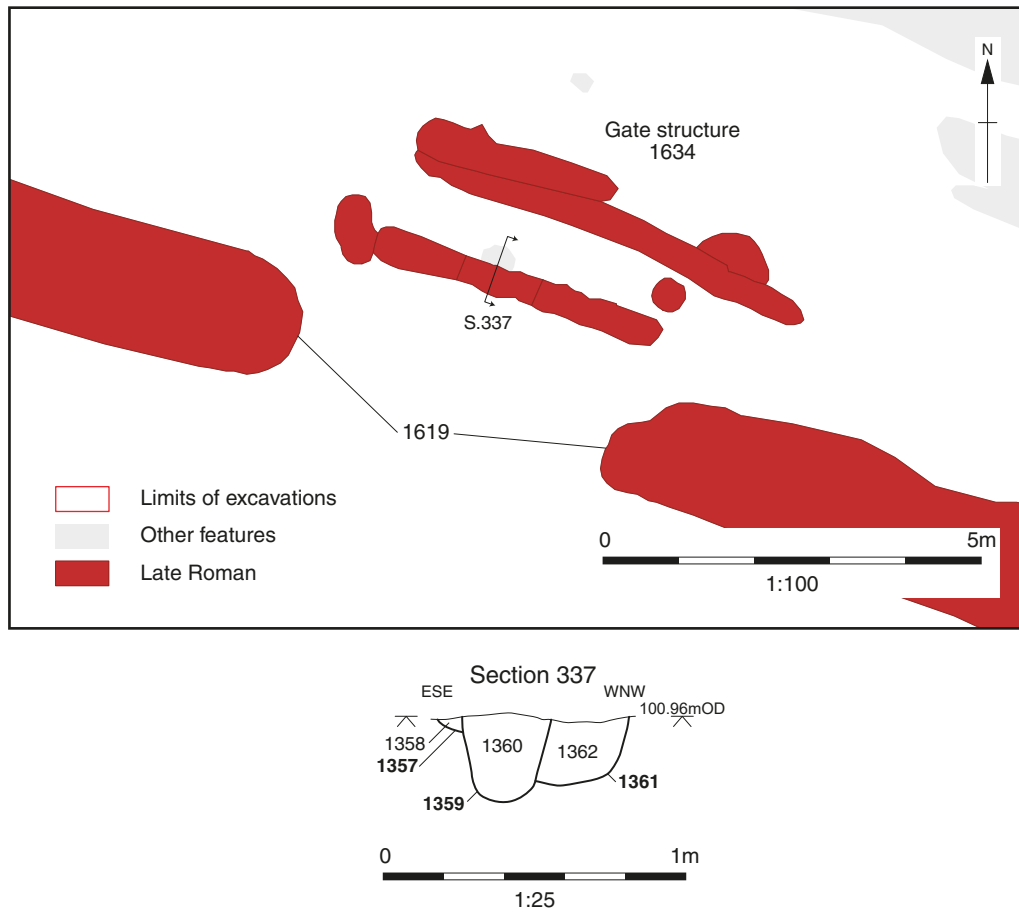 N
Gate structure
1634
S.337
1619
Limits of excavations
Other features
Late Roman
0 5m
1:100
Section 337
ESE WNW
100.96mOD
1358 1360 1362
1357
1361
1359
0 1m
1:25